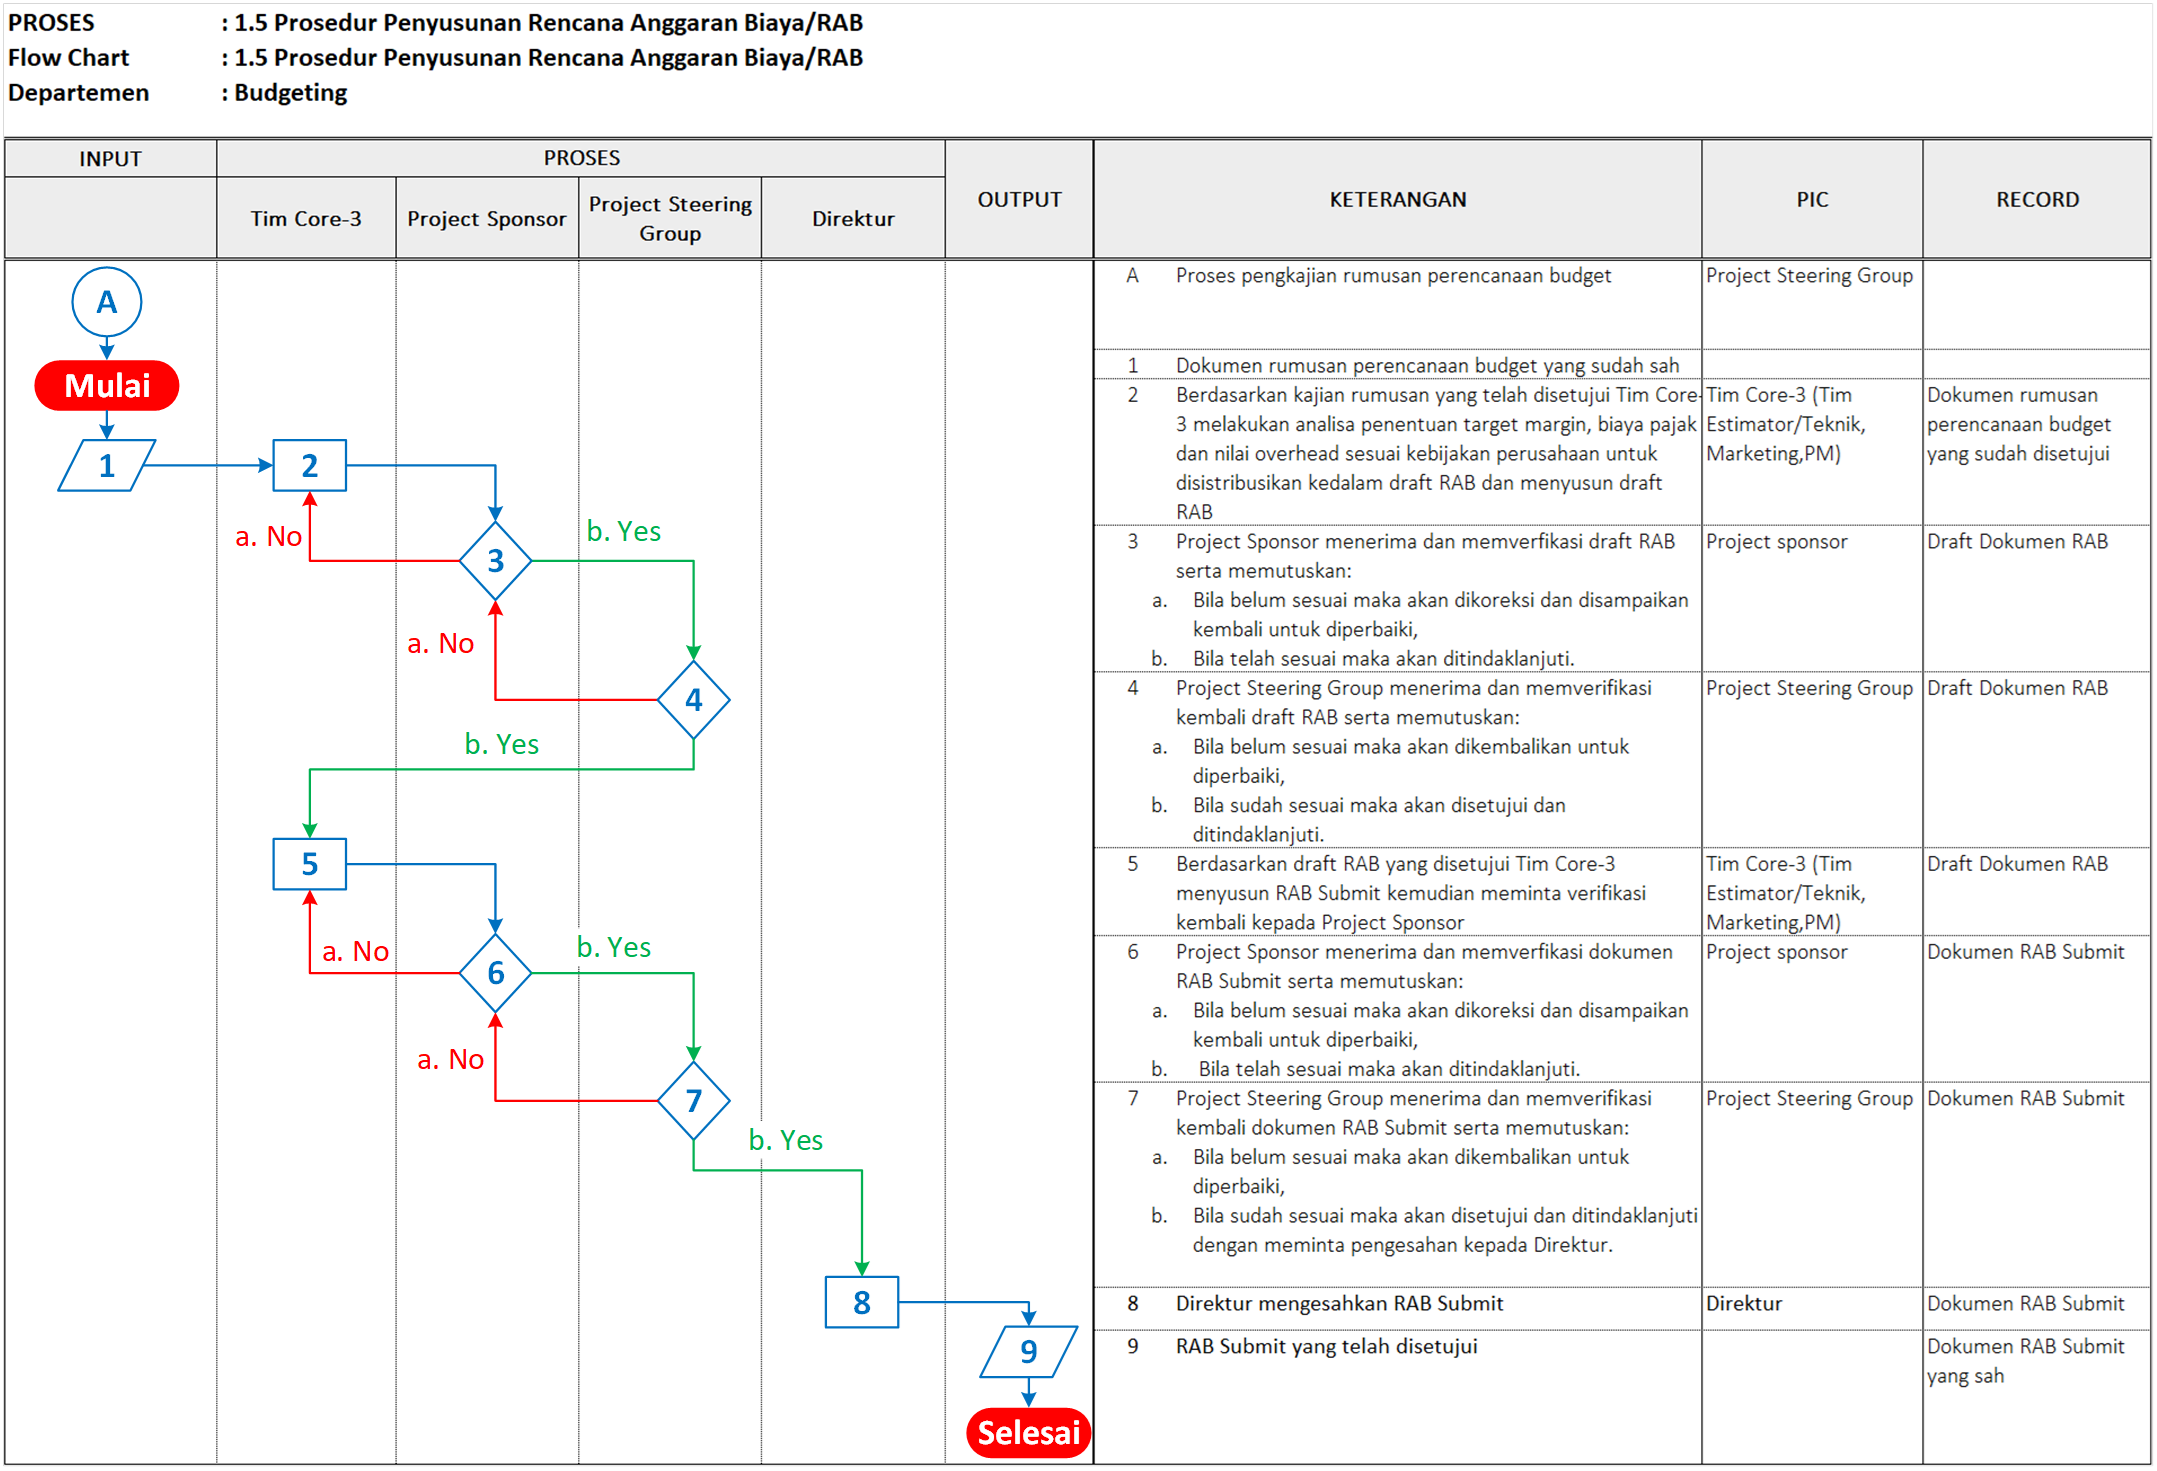 PROSES : 1.5 Prosedur Penyusunan Rencana Anggaran Biaya/RAB
Flow Chart : 1.5 Prosedur Penyusunan Rencana Anggaran Biaya/RAB
Departemen : Budgeting
INPUT
PROSES
Tim Core-3
Project Sponsor
Project Steering
Group
Direktur
OUTPUT
KETERANGAN
PIC
RECORD
A
Mulai
1
2
a. No
3
b. Yes
a. No
4
b. Yes
5
a. No
6
b. Yes
a. No
7
b. Yes
8
9
Selesai
A Proses pengkajian rumusan perencanaan budget
Project Steering Group
1 Dokumen rumusan perencanaan budget yang sudah sah
2 Berdasarkan kajian rumusan yang telah disetujui Tim Core-
3 melakukan analisa penentuan target margin, biaya pajak
dan nilai overhead sesuai kebijakan perusahaan untuk
disistribusikan kedalam draft RAB dan menyusun draft
RAB
Tim Core-3 (Tim
Estimator/Teknik,
Marketing,PM)
Dokumen rumusan
perencanaan budget
yang sudah disetujui
3 Project Sponsor menerima dan memverfikasi draft RAB
serta memutuskan:
a. Bila belum sesuai maka akan dikoreksi dan disampaikan
kembali untuk diperbaiki,
b. Bila telah sesuai maka akan ditindaklanjuti.
Project sponsor
Draft Dokumen RAB
4 Project Steering Group menerima dan memverifikasi
kembali draft RAB serta memutuskan:
a. Bila belum sesuai maka akan dikembalikan untuk
diperbaiki,
b. Bila sudah sesuai maka akan disetujui dan
ditindaklanjuti.
Project Steering Group
Draft Dokumen RAB
5 Berdasarkan draft RAB yang disetujui Tim Core-3
menyusun RAB Submit kemudian meminta verifikasi
kembali kepada Project Sponsor
Tim Core-3 (Tim
Estimator/Teknik,
Marketing,PM)
Draft Dokumen RAB
6 Project Sponsor menerima dan memverfikasi dokumen
RAB Submit serta memutuskan:
a. Bila belum sesuai maka akan dikoreksi dan disampaikan
kembali untuk diperbaiki,
b. Bila telah sesuai maka akan ditindaklanjuti.
Project sponsor
Dokumen RAB Submit
7 Project Steering Group menerima dan memverifikasi
kembali dokumen RAB Submit serta memutuskan:
a. Bila belum sesuai maka akan dikembalikan untuk
diperbaiki,
b. Bila sudah sesuai maka akan disetujui dan ditindaklanjuti
dengan meminta pengesahan kepada Direktur.
Project Steering Group
Dokumen RAB Submit
8 Direktur mengesahkan RAB Submit
Direktur
Dokumen RAB Submit
9 RAB Submit yang telah disetujui
Dokumen RAB Submit
yang sah